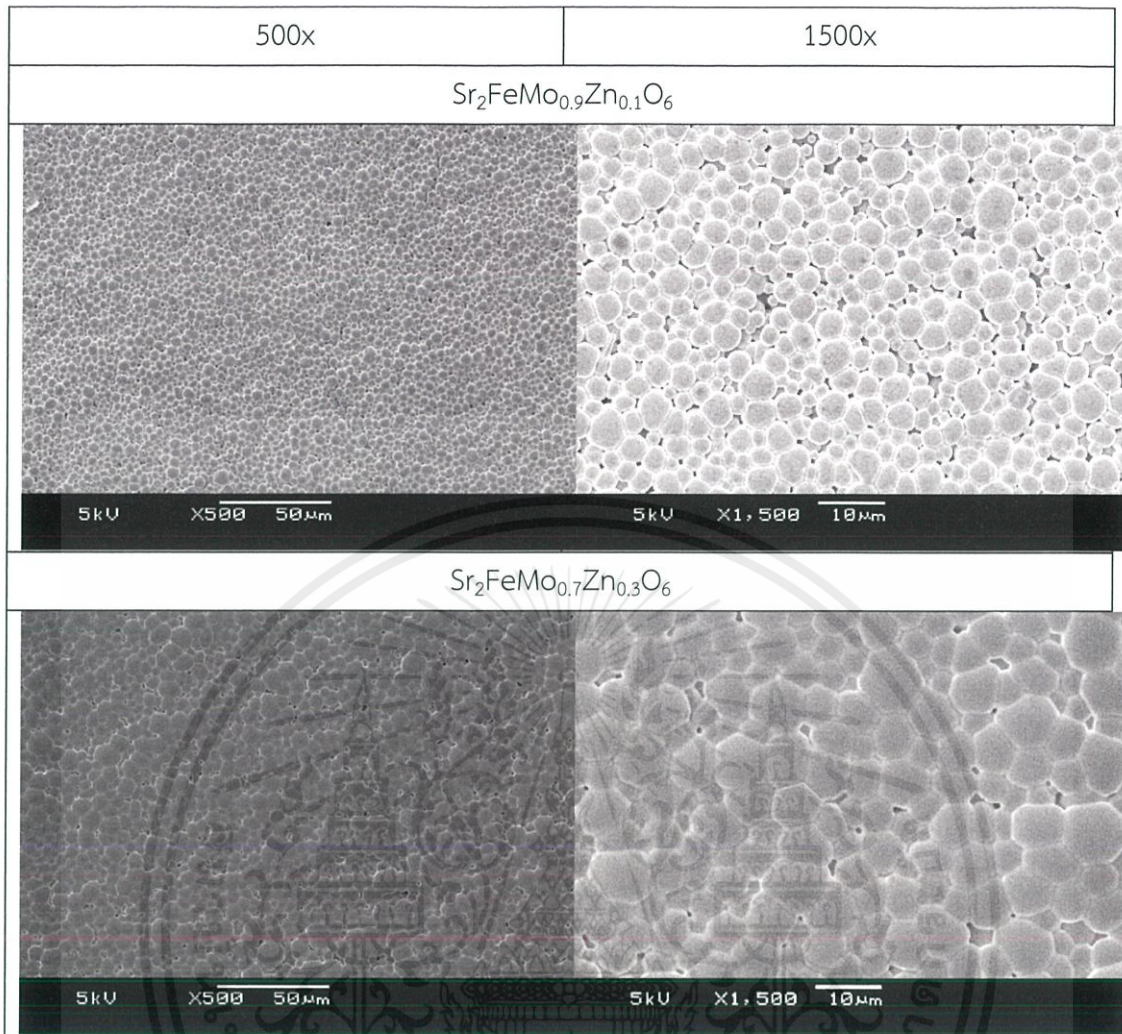 500x 1500x
Sr₂FeMo₀.₉Zn₀.₁O₆
5kV X500 50μm 5kV X1,500 10μm
Sr₂FeMo₀.₇Zn₀.₃O₆
5kV X500 50μm 5kV X1,500 10μm